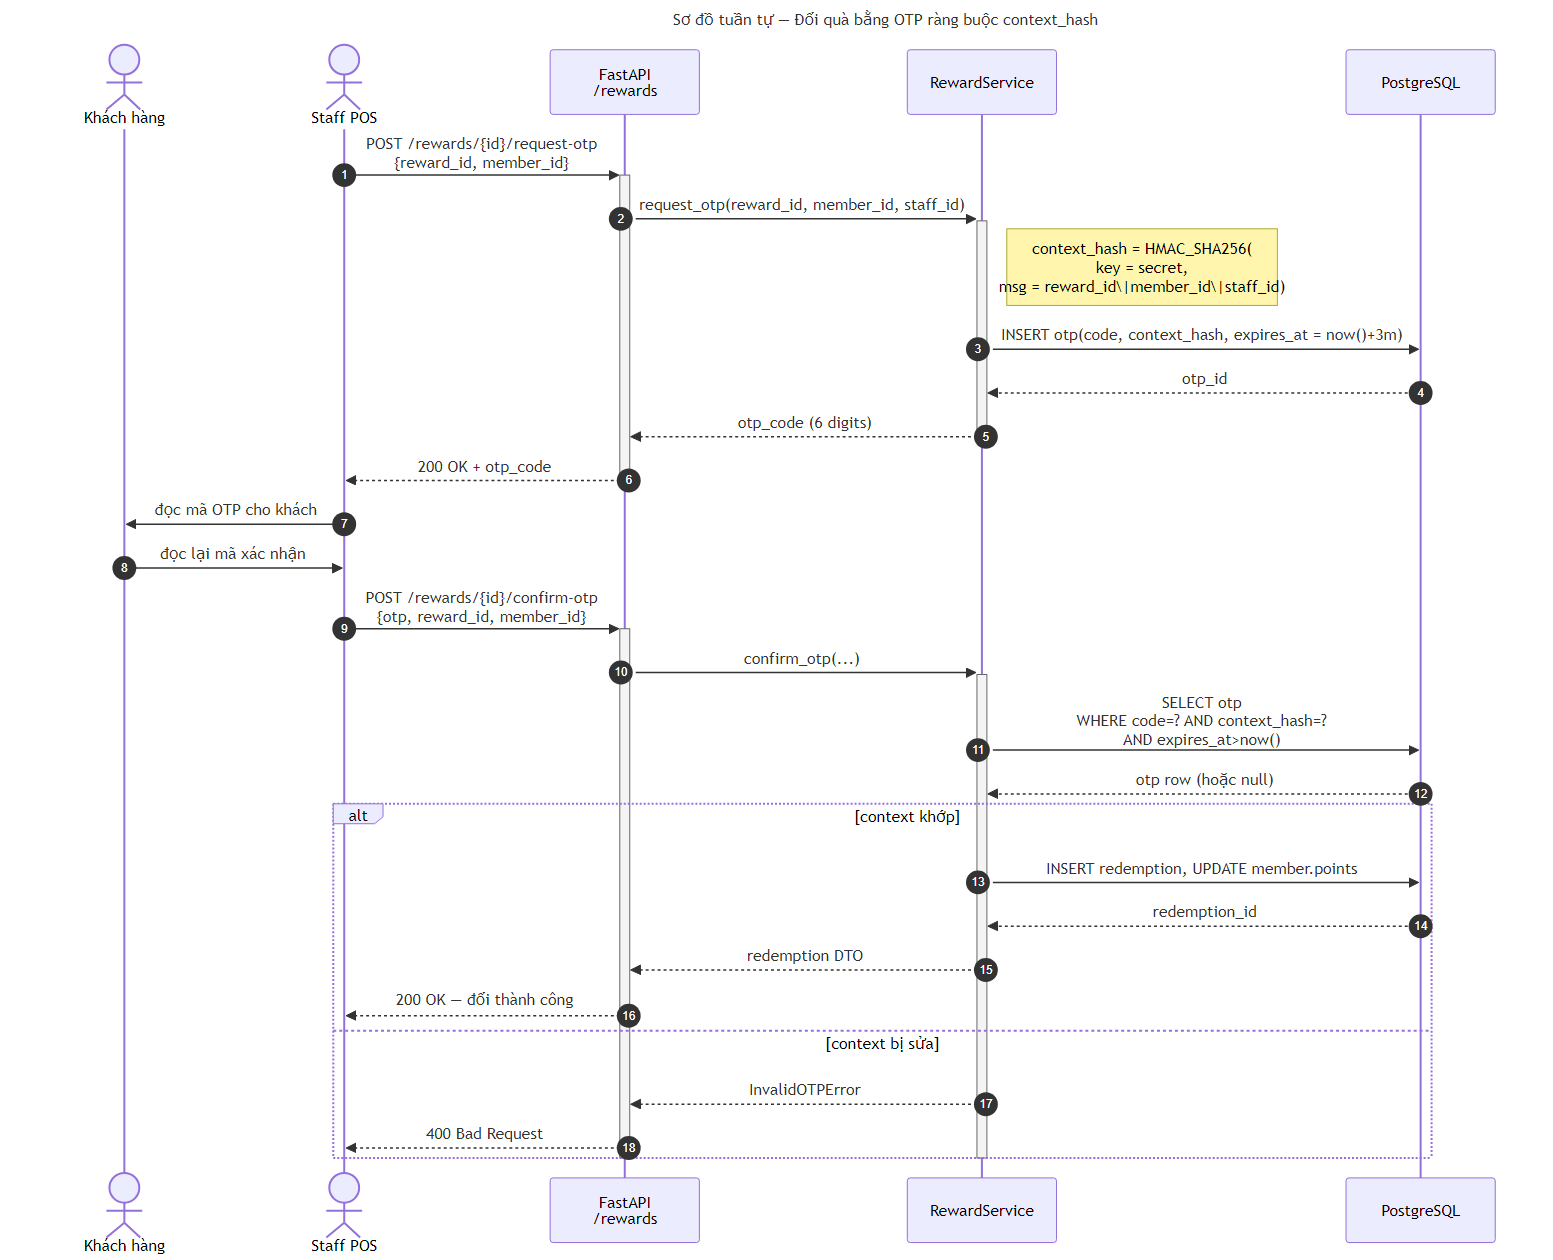 Sơ đồ tuần tự — Đổi quà bằng OTP ràng buộc context_hash
Khách hàng
Staff POS
FastAPI
/rewards
RewardService
PostgreSQL
POST /rewards/{id}/request-otp
{reward_id, member_id}
1
request_otp(reward_id, member_id, staff_id)
2
context_hash = HMAC_SHA256(
key = secret,
msg = reward_id\|member_id\|staff_id)
INSERT otp(code, context_hash, expires_at = now()+3m)
3
otp_id
4
otp_code (6 digits)
5
200 OK + otp_code
6
đọc mã OTP cho khách
7
đọc lại mã xác nhận
8
POST /rewards/{id}/confirm-otp
{otp, reward_id, member_id}
9
confirm_otp(...)
10
SELECT otp
WHERE code=? AND context_hash=?
AND expires_at>now()
11
otp row (hoặc null)
12
alt
[context khớp]
INSERT redemption, UPDATE member.points
13
redemption_id
14
redemption DTO
15
200 OK — đổi thành công
16
[context bị sửa]
InvalidOTPError
17
400 Bad Request
18
Khách hàng
Staff POS
FastAPI
/rewards
RewardService
PostgreSQL